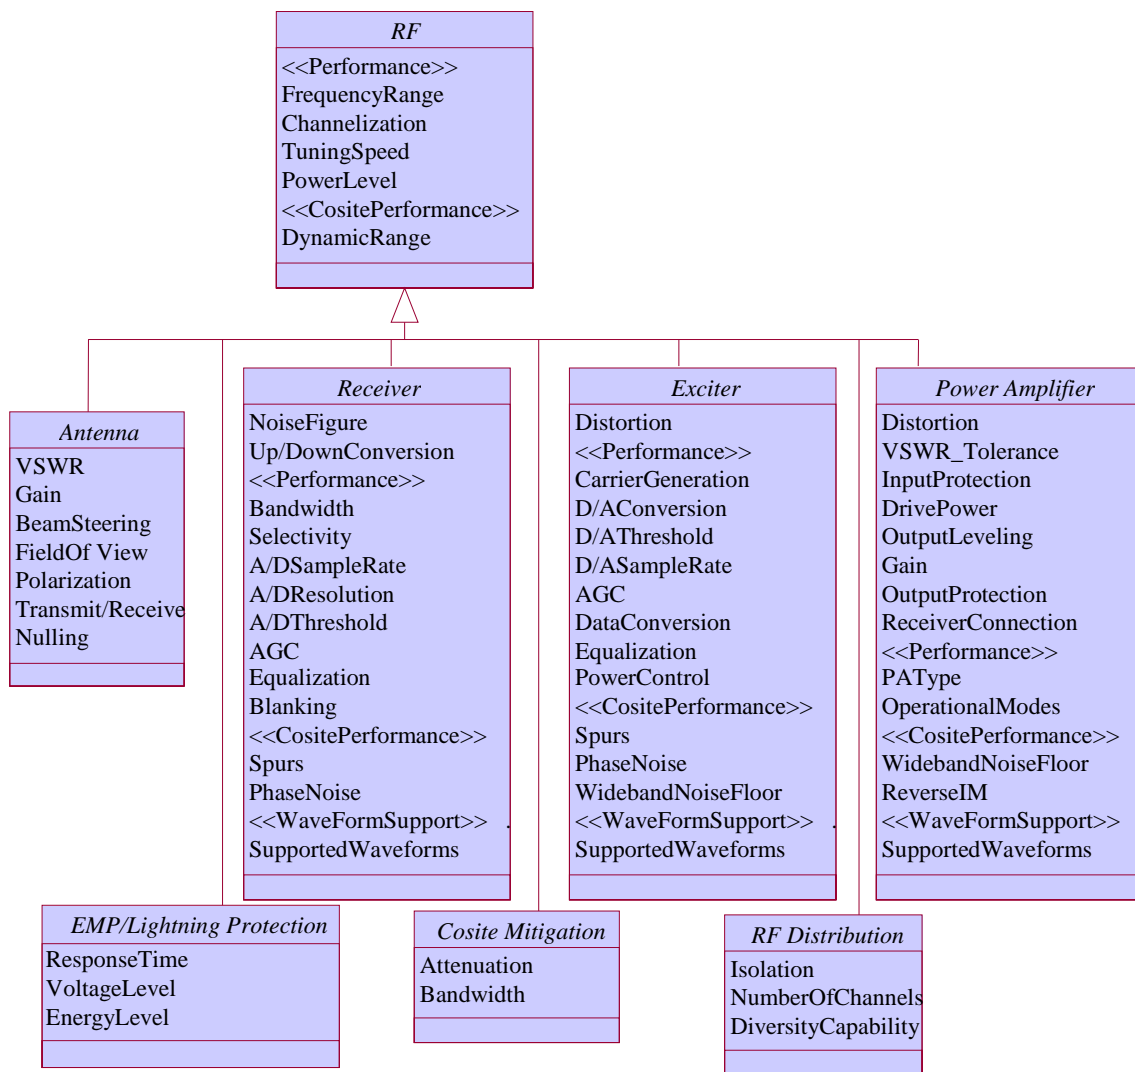 RF
<<Performance>>
FrequencyRange
Channelization
TuningSpeed
PowerLevel
<<CositePerformance>>
DynamicRange
Antenna
VSWR
Gain
BeamSteering
FieldOf View
Polarization
Transmit/Receive
Nulling
Receiver
NoiseFigure
Up/DownConversion
<<Performance>>
Bandwidth
Selectivity
A/DSampleRate
A/DResolution
A/DThreshold
AGC
Equalization
Blanking
<<CositePerformance>>
Spurs
PhaseNoise
<<WaveFormSupport>> .
SupportedWaveforms
Exciter
Distortion
<<Performance>>
CarrierGeneration
D/AConversion
D/AThreshold
D/ASampleRate
AGC
DataConversion
Equalization
PowerControl
<<CositePerformance>>
Spurs
PhaseNoise
WidebandNoiseFloor
<<WaveFormSupport>> .
SupportedWaveforms
Power Amplifier
Distortion
VSWR_Tolerance
InputProtection
DrivePower
OutputLeveling
Gain
OutputProtection
ReceiverConnection
<<Performance>>
PAType
OperationalModes
<<CositePerformance>>
WidebandNoiseFloor
ReverseIM
<<WaveFormSupport>>
SupportedWaveforms
EMP/Lightning Protection
ResponseTime
VoltageLevel
EnergyLevel
Cosite Mitigation
Attenuation
Bandwidth
RF Distribution
Isolation
NumberOfChannels
DiversityCapability